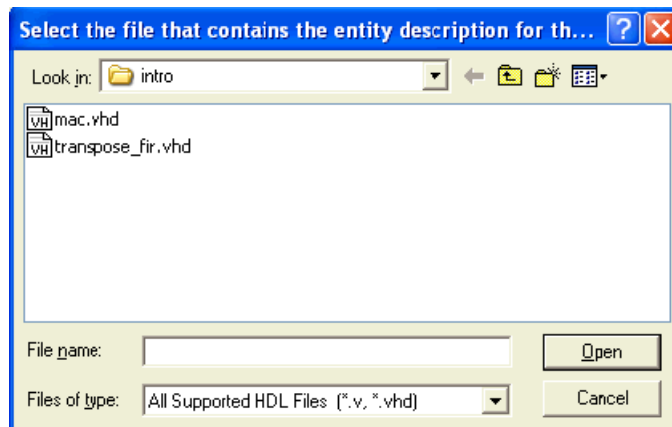 Select the file that contains the entity description for th...
Look in: intro
mac.vhd
transpose_fir.vhd
File name:
Open
Files of type: All Supported HDL Files (*.v, *.vhd)
Cancel